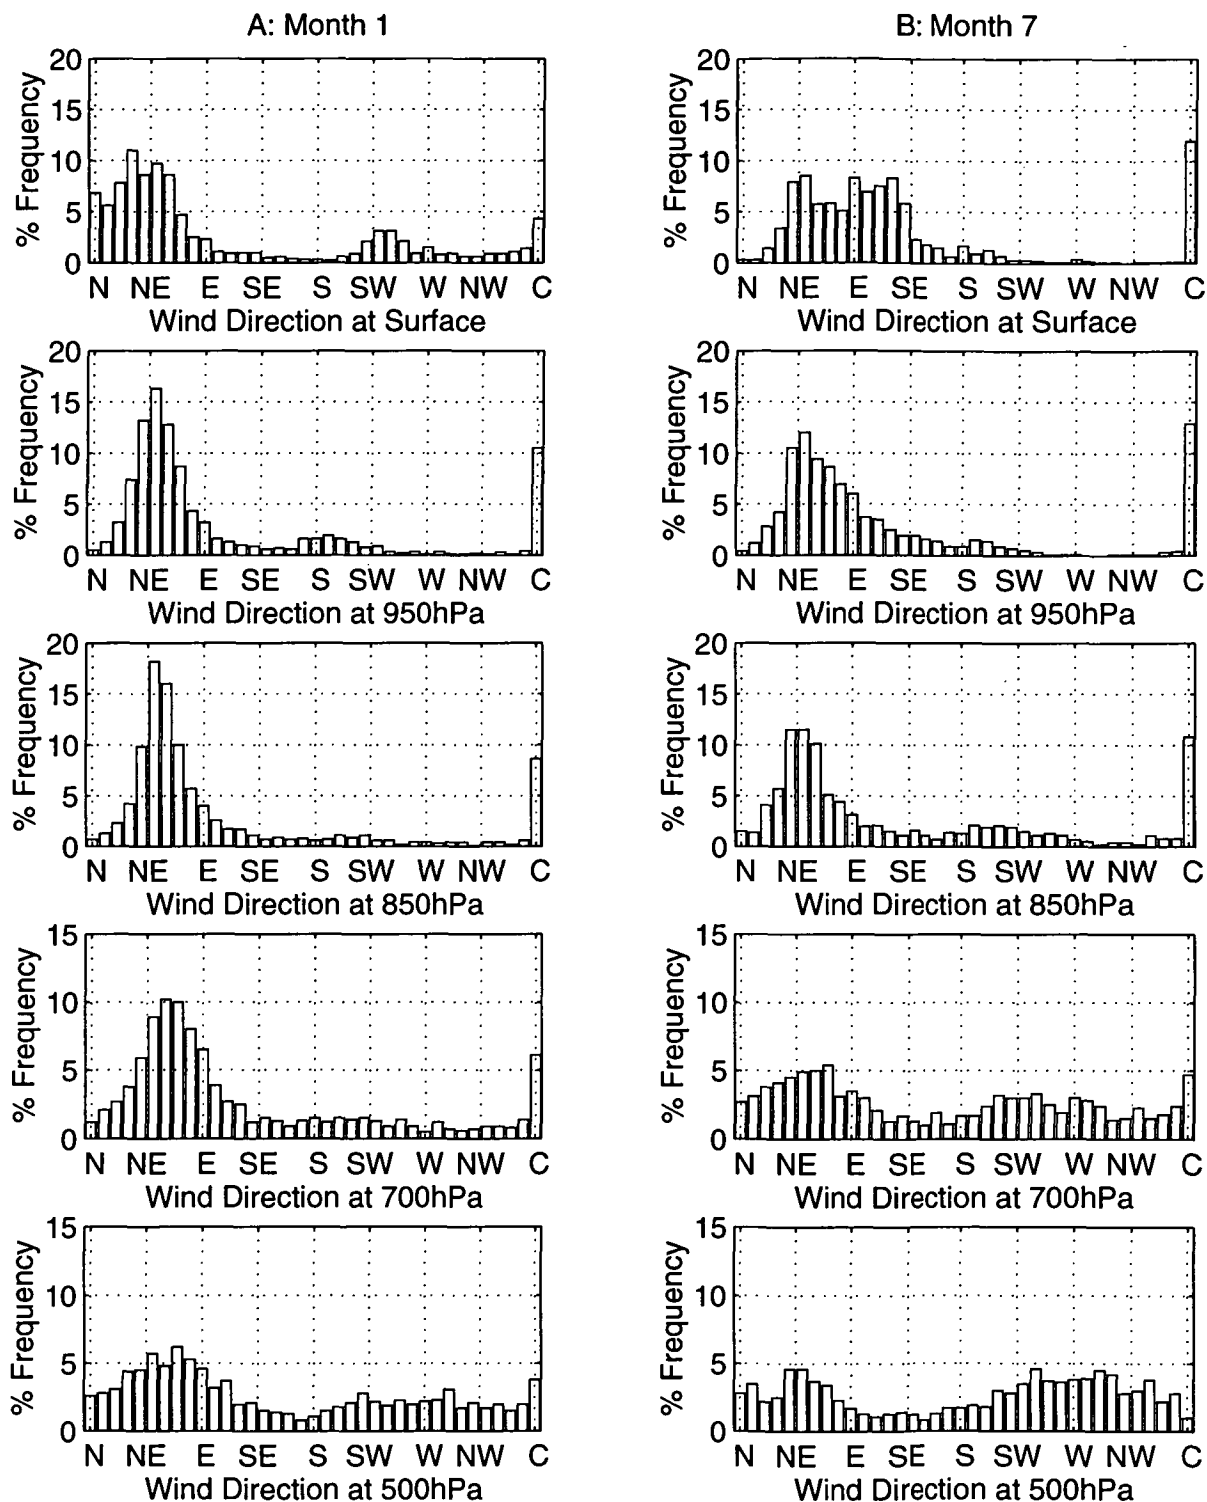 A: Month 1
20
15
10
5
0
% Frequency
N NE E SE S SW W NW C
Wind Direction at Surface
20
15
10
5
0
% Frequency
N NE E SE S SW W NW C
Wind Direction at 950hPa
20
15
10
5
0
% Frequency
N NE E SE S SW W NW C
Wind Direction at 850hPa
15
10
5
0
% Frequency
N NE E SE S SW W NW C
Wind Direction at 700hPa
15
10
5
0
% Frequency
N NE E SE S SW W NW C
Wind Direction at 500hPa
B: Month 7
20
15
10
5
0
% Frequency
N NE E SE S SW W NW C
Wind Direction at Surface
20
15
10
5
0
% Frequency
N NE E SE S SW W NW C
Wind Direction at 950hPa
20
15
10
5
0
% Frequency
N NE E SE S SW W NW C
Wind Direction at 850hPa
15
10
5
0
% Frequency
N NE E SE S SW W NW C
Wind Direction at 700hPa
15
10
5
0
% Frequency
N NE E SE S SW W NW C
Wind Direction at 500hPa